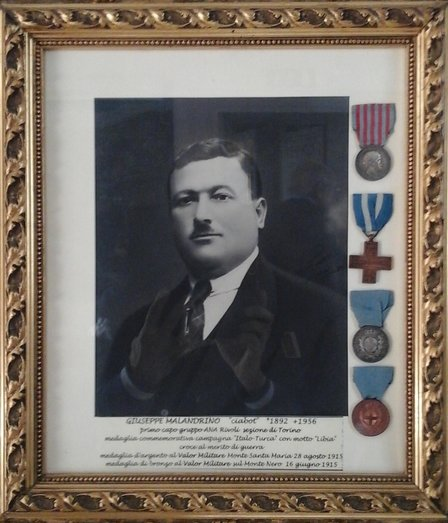 GIUSEPPE MALANDRINO "ciabot" °1892 +1956
primo capo gruppo ANA Rivoli sezione di Torino
medaglia commemorativa campagna "Italo-Turca" con motto "Libia"
croce al merito di guerra
medaglia d'argento al Valor Militare Monte Santa Maria 28 agosto 1915
medaglia di bronzo al Valor Militare sul Monte Nero 16 giugno 1915